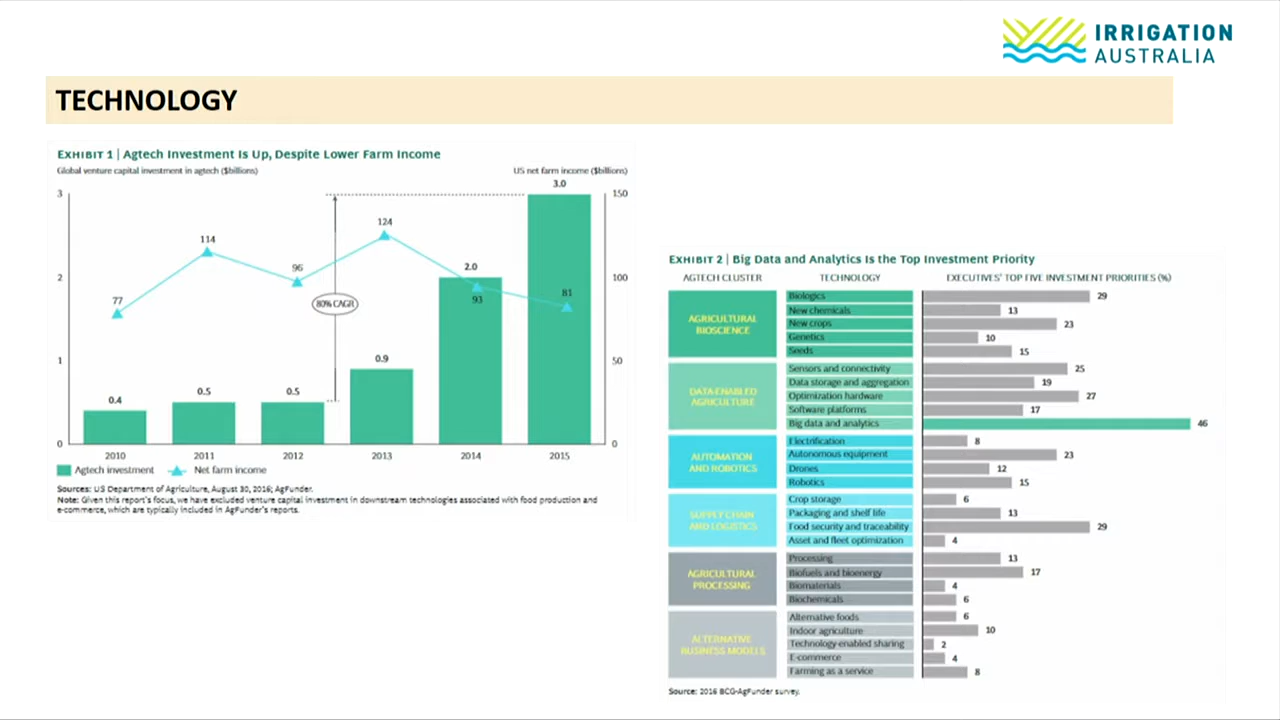 IRRIGATION
AUSTRALIA
TECHNOLOGY
EXHIBIT 1 | Agtech Investment Is Up, Despite Lower Farm Income
Global venture capital investment in agtech ($billions)
US net farm income ($billions)
3
2
1
0
150
100
50
0
77
114
96
124
93
81
0.4
0.5
0.5
0.9
2.0
3.0
80% CAGR
2010 2011 2012 2013 2014 2015
Agtech investment Net farm income
Sources: US Department of Agriculture, August 30, 2016; AgFunder.
Note: Given this report's focus, we have excluded venture capital investment in downstream technologies associated with food production and
e-commerce, which are typically included in AgFunder's reports.
EXHIBIT 2 | Big Data and Analytics Is the Top Investment Priority
AGTECH CLUSTER TECHNOLOGY EXECUTIVES' TOP FIVE INVESTMENT PRIORITIES (%)
AGRICULTURAL
BIOSCIENCE
Biologics 29
New chemicals 13
New crops 23
Genetics 10
Seeds 15
DATA-ENABLED
AGRICULTURE
Sensors and connectivity 25
Data storage and aggregation 19
Optimization hardware 27
Software platforms 17
Big data and analytics 46
AUTOMATION
AND ROBOTICS
Electrification 8
Autonomous equipment 23
Drones 12
Robotics 15
SUPPLY CHAIN
AND LOGISTICS
Crop storage 6
Packaging and shelf life 13
Food security and traceability 29
Asset and fleet optimization 4
AGRICULTURAL
PROCESSING
Processing 13
Biofuels and bioenergy 17
Biomaterials 4
Biochemicals 6
ALTERNATIVE
BUSINESS MODELS
Alternative foods 6
Indoor agriculture 10
Technology-enabled sharing 2
E-commerce 4
Farming as a service 8
Source: 2016 BCG-AgFunder survey.